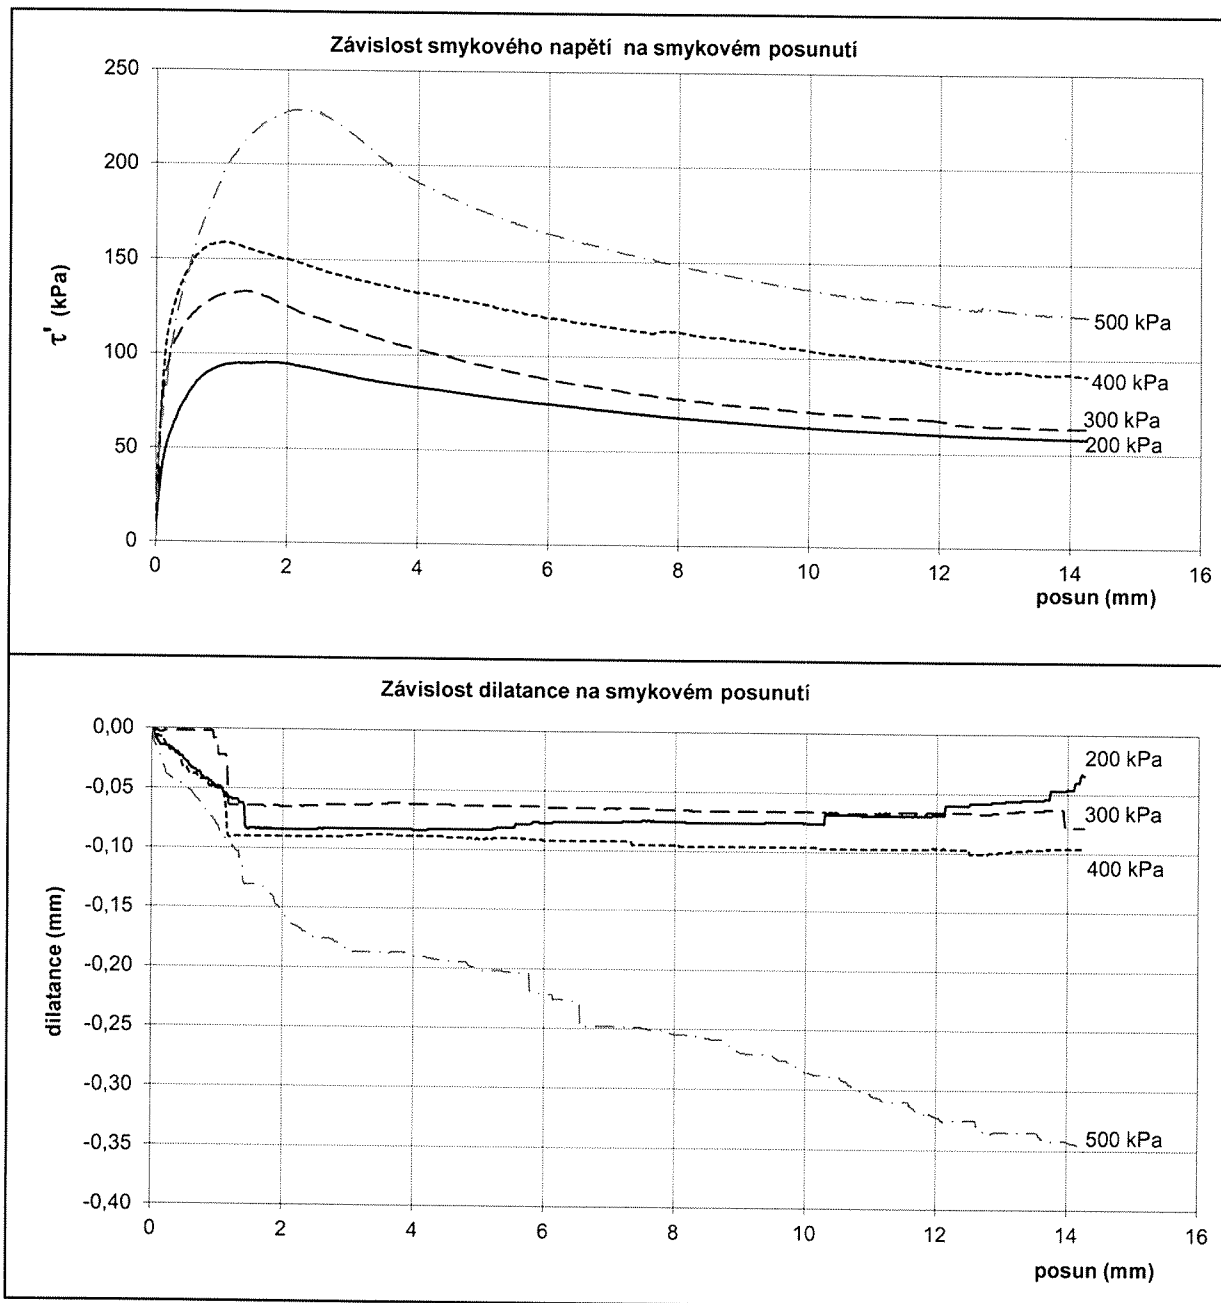 Závislost smykového napětí na smykovém posunutí
250
200
150
100
50
0
τ' (kPa)
500 kPa
400 kPa
300 kPa
200 kPa
0 2 4 6 8 10 12 14 16
posun (mm)
Závislost dilatance na smykovém posunutí
0,00
-0,05
-0,10
-0,15
-0,20
-0,25
-0,30
-0,35
-0,40
dilatance (mm)
200 kPa
300 kPa
400 kPa
500 kPa
0 2 4 6 8 10 12 14 16
posun (mm)